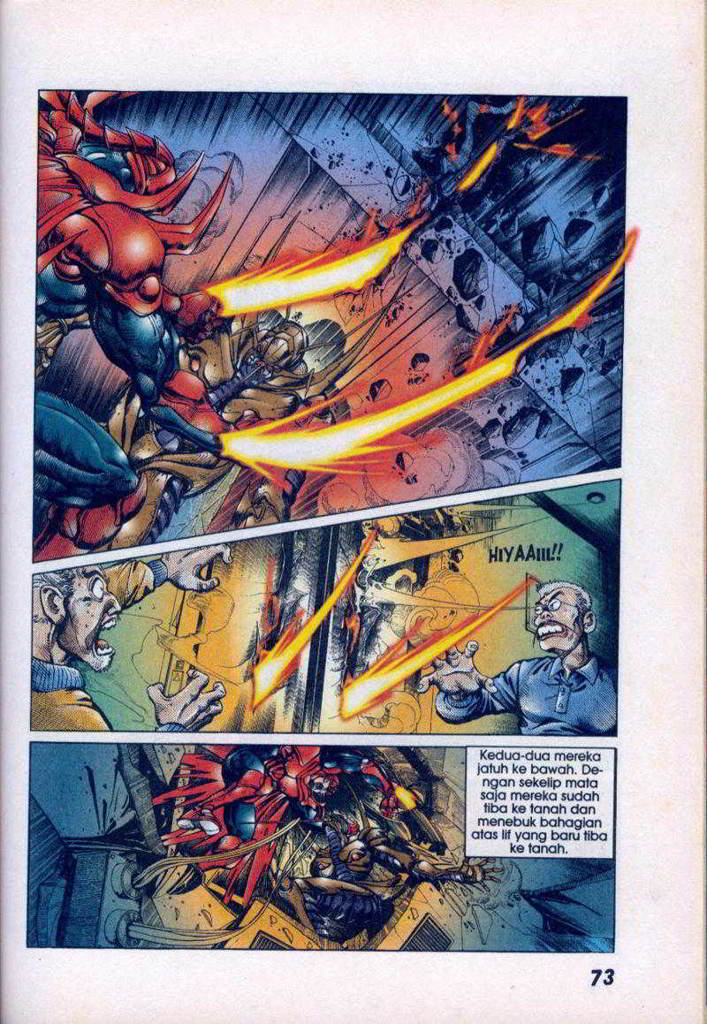 HIYAAIII..!!
Kedua-dua mereka
jatuh ke bawah. De-
ngan sekelip mata
saja mereka sudah
tiba ke tanah dan
menebuk bahagian
atas lif yang baru tiba
ke tanah.
73